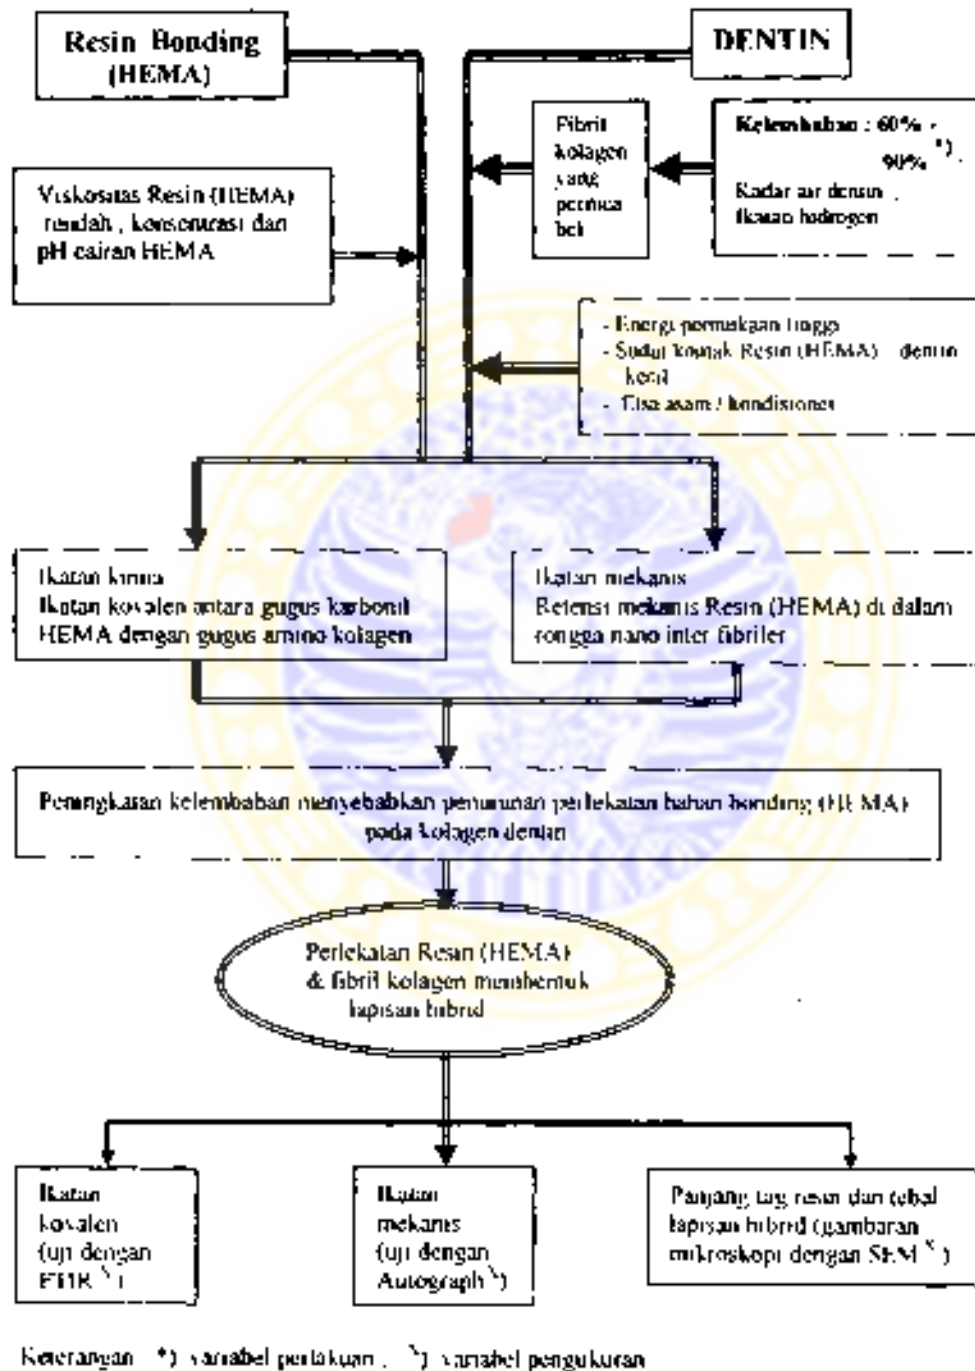 Resin Bonding
(HEMA)
DENTIN
Fibril
kolagen
yang
permea
bel
Kelembaban : 60% -
90% *)
Kadar air dentin
Ikatan hidrogen
Viskositas Resin (HEMA)
rendah , konsentrasi dan
pH cairan HEMA
- Energi permukaan tinggi
- Sudut kontak Resin (HEMA) dentin
kecil
- Etsa asam / kondisioner
Ikatan kimia
Ikatan kovalen antara gugus karbonil
HEMA dengan gugus amino kolagen
Ikatan mekanis
Retensi mekanis Resin (HEMA) di dalam
rongga nano inter fibriler
Peningkatan kelembaban menyebabkan penurunan perlekatan bahan bonding (HEMA)
pada kolagen dentin
Perlekatan Resin (HEMA)
& fibril kolagen membentuk
lapisan hibrid
Ikatan
kovalen
(uji dengan
FTIR x)
Ikatan
mekanis
(uji dengan
Autograph x)
Panjang tag resin dan tebal
lapisan hibrid (gambaran
mikroskopi dengan SEM x)
Keterangan *) variabel perlakuan , x) variabel pengukuran